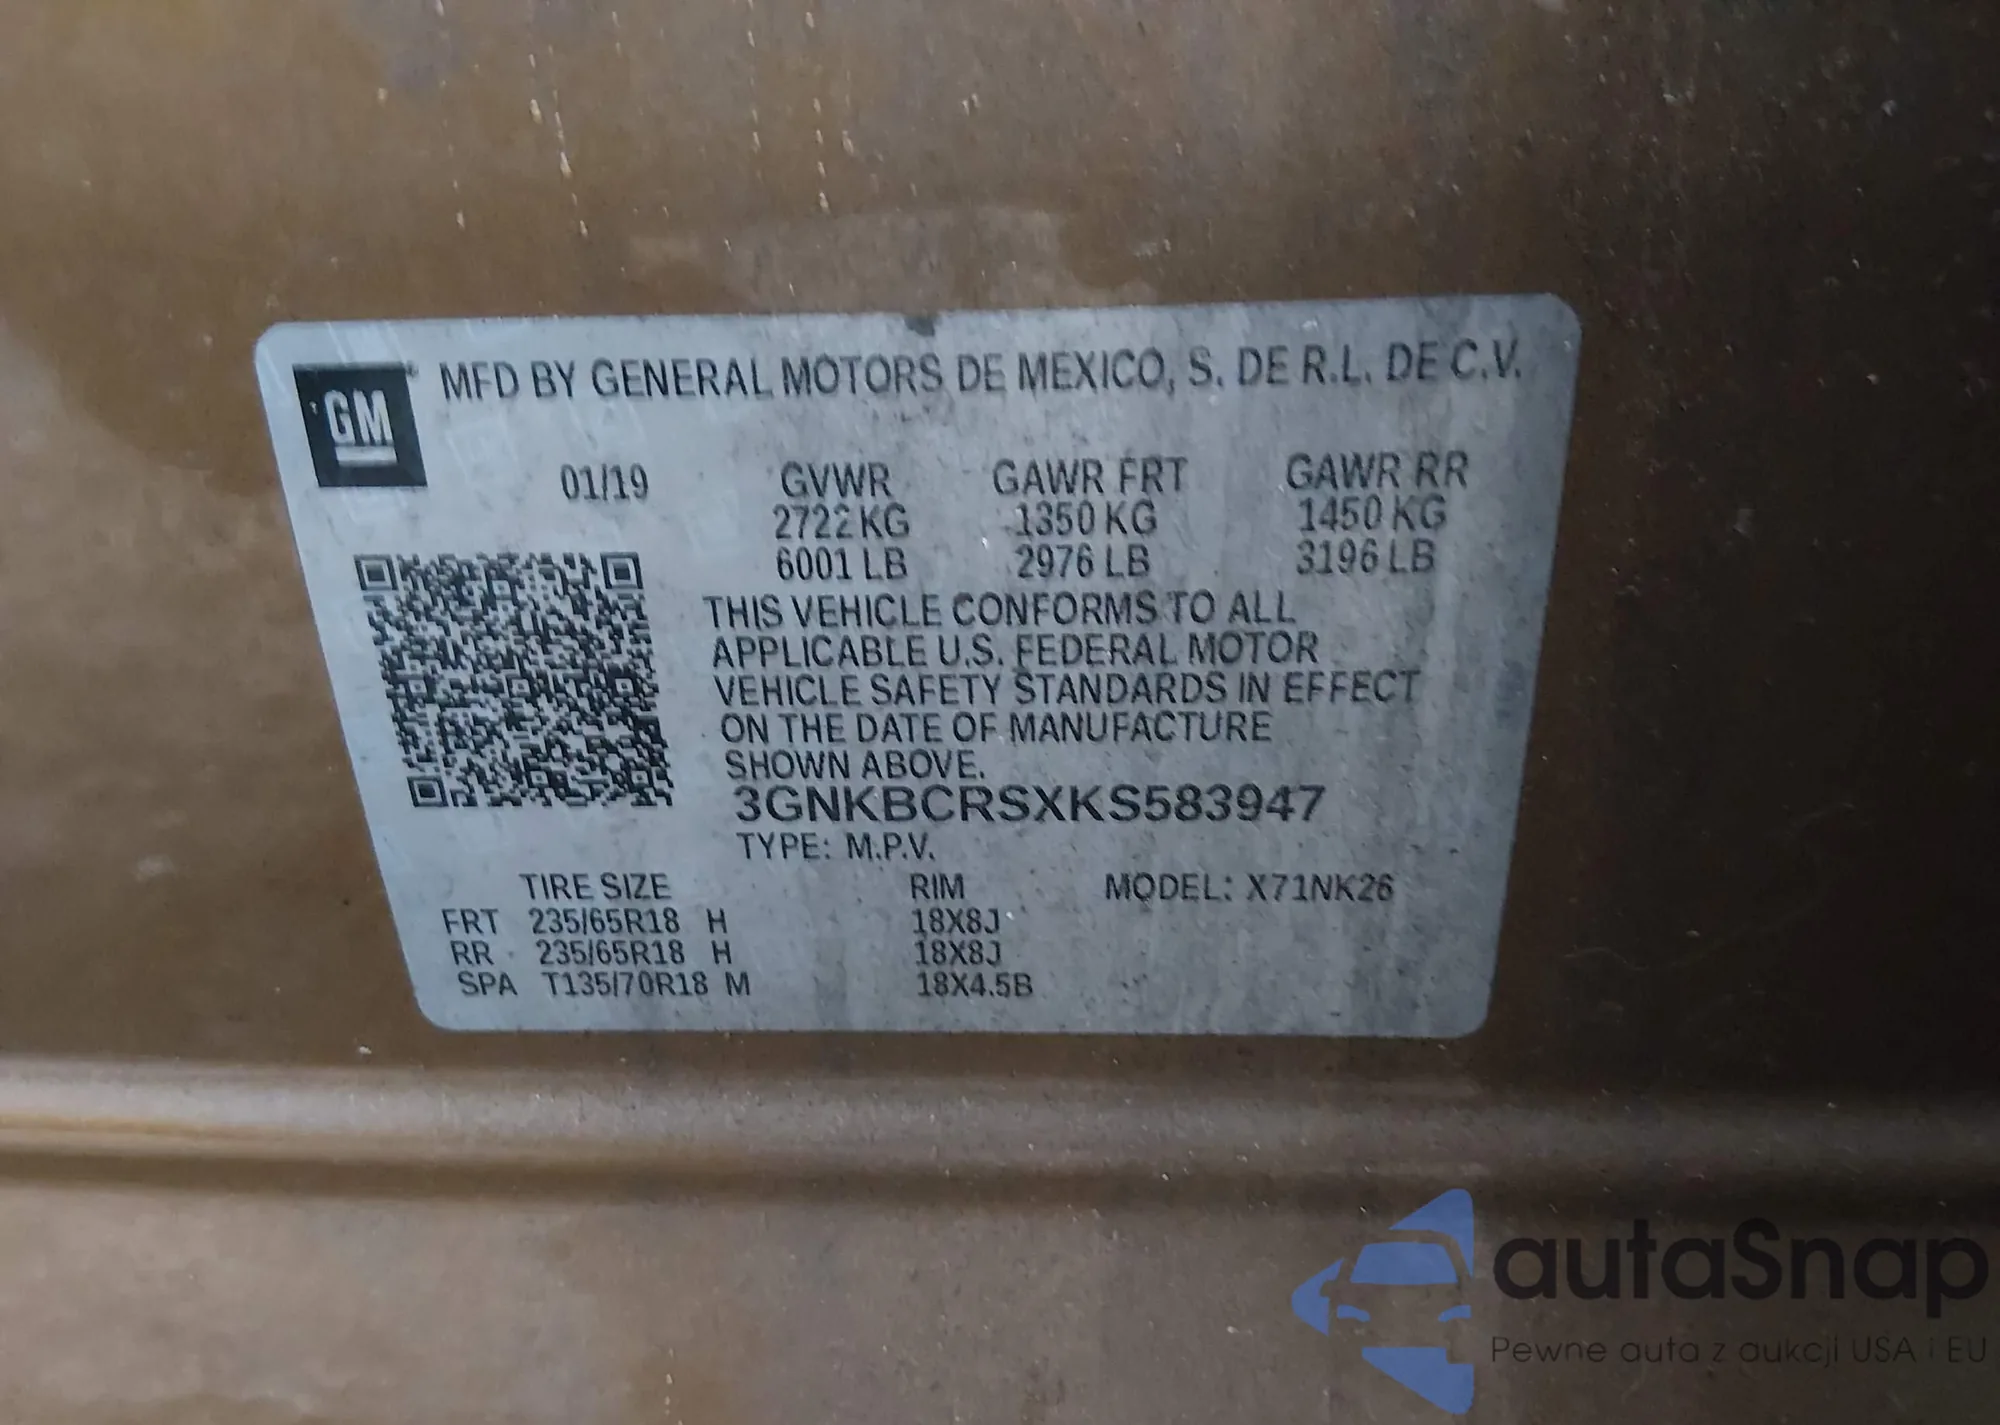 GM
MFD BY GENERAL MOTORS DE MEXICO, S. DE R.L. DE C.V.
01/19 GVWR GAWR FRT GAWR RR
2722 KG 1350 KG 1450 KG
6001 LB 2976 LB 3196 LB
THIS VEHICLE CONFORMS TO ALL
APPLICABLE U.S. FEDERAL MOTOR
VEHICLE SAFETY STANDARDS IN EFFECT
ON THE DATE OF MANUFACTURE
SHOWN ABOVE.
3GNKBCRSXKS583947
TYPE: M.P.V.
TIRE SIZE RIM MODEL: X71NK26
FRT 235/65R18 H 18X8J
RR 235/65R18 H 18X8J
SPA T135/70R18 M 18X4.5B
autaSnap
Pewne auta z aukcji USA i EU